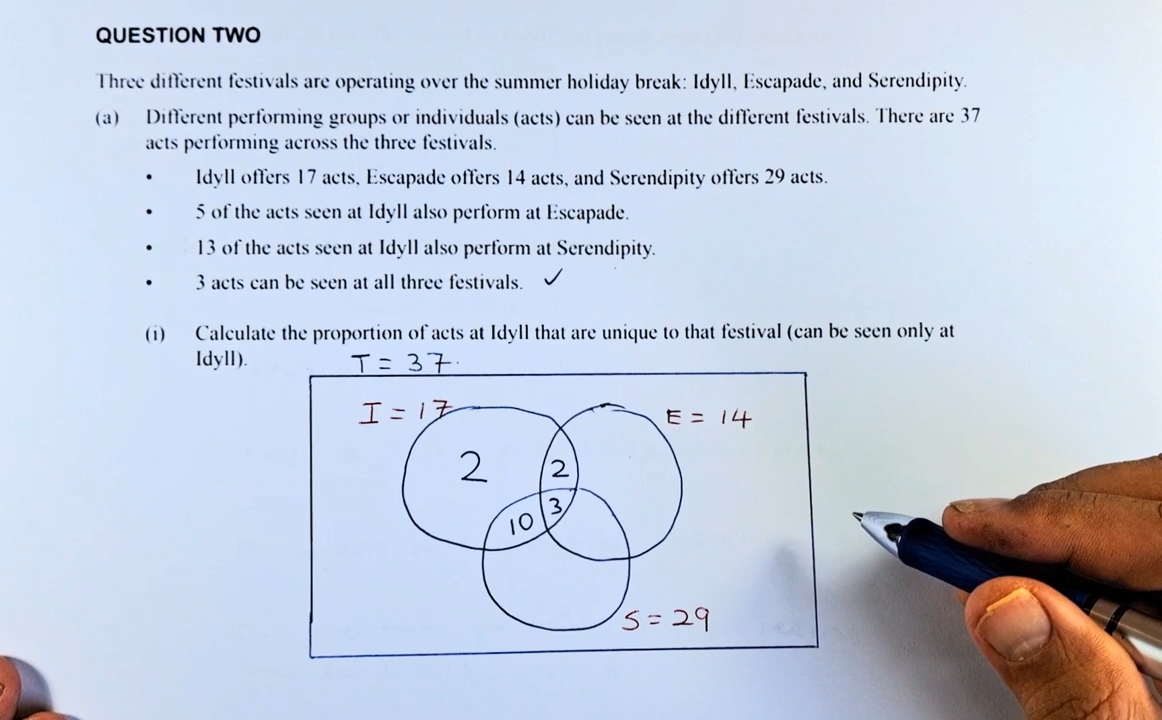 QUESTION TWO
Three different festivals are operating over the summer holiday break: Idyll, Escapade, and Serendipity.
(a) Different performing groups or individuals (acts) can be seen at the different festivals. There are 37
acts performing across the three festivals.
• Idyll offers 17 acts, Escapade offers 14 acts, and Serendipity offers 29 acts.
• 5 of the acts seen at Idyll also perform at Escapade.
• 13 of the acts seen at Idyll also perform at Serendipity.
• 3 acts can be seen at all three festivals. ✓
(i) Calculate the proportion of acts at Idyll that are unique to that festival (can be seen only at
Idyll).
T = 37.
I = 17
E = 14
2
2
10
3
S = 29